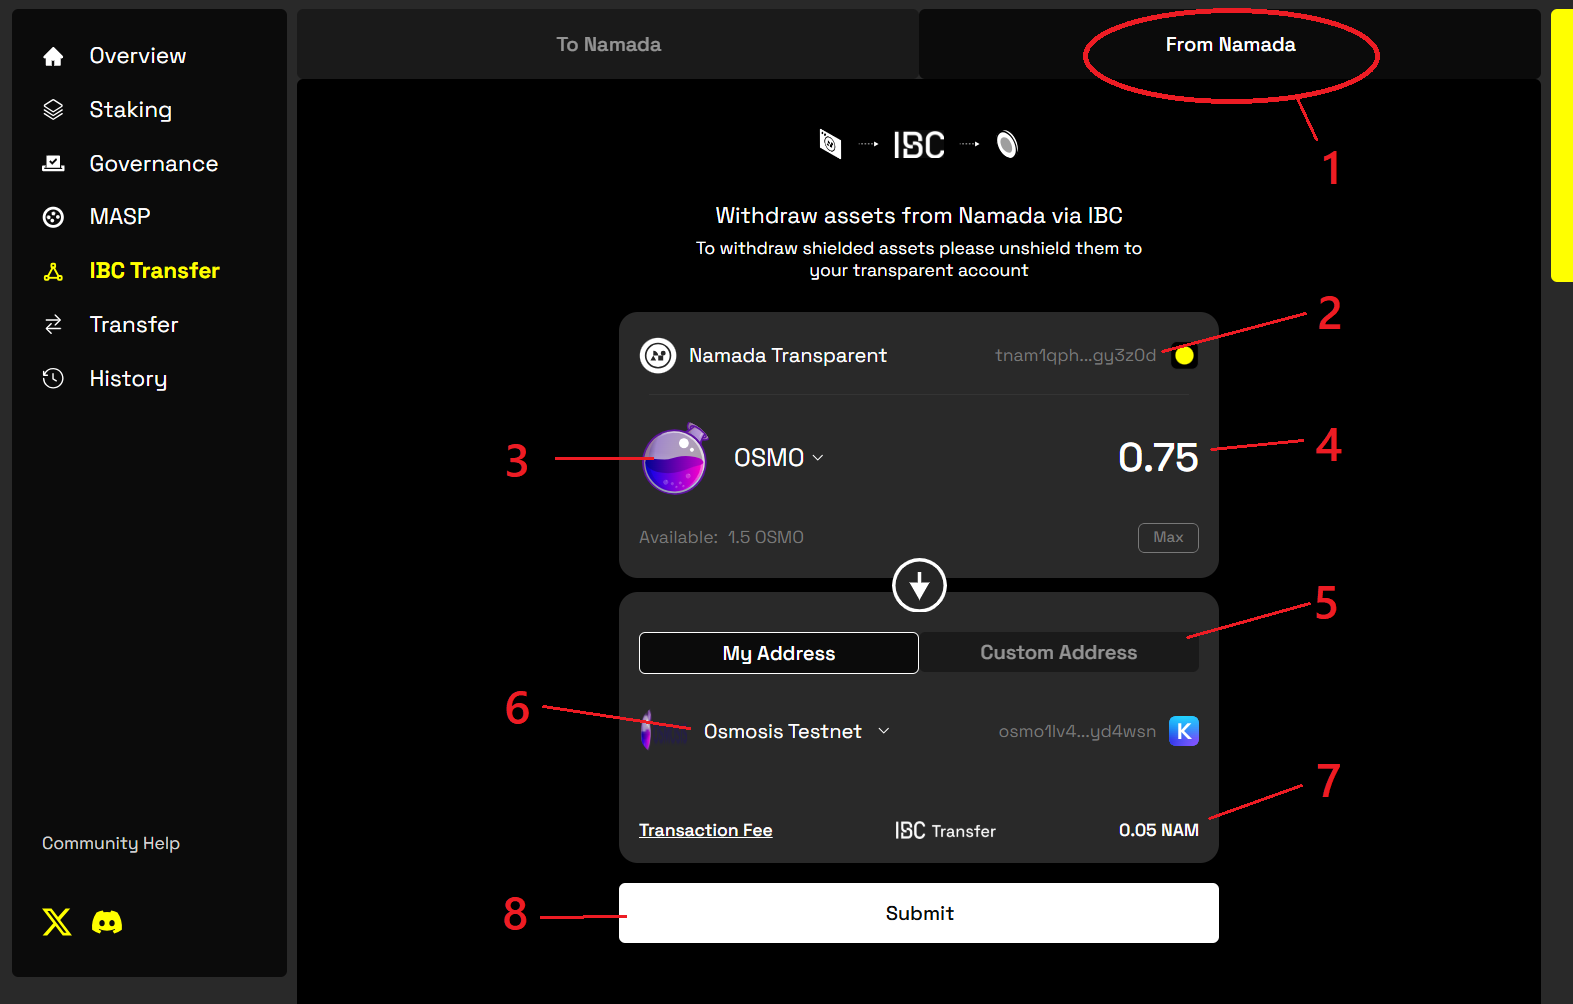 Overview
Staking
Governance
MASP
IBC Transfer
Transfer
History
Community Help
To Namada
From Namada
1
IBC
Withdraw assets from Namada via IBC
To withdraw shielded assets please unshield them to
your transparent account
2
Namada Transparent tnam1qph...gy3z0d
3
OSMO 0.75
4
Available: 1.5 OSMO Max
5
My Address Custom Address
6
Osmosis Testnet osmo1lv4...yd4wsn K
7
Transaction Fee IBC Transfer 0.05 NAM
8
Submit